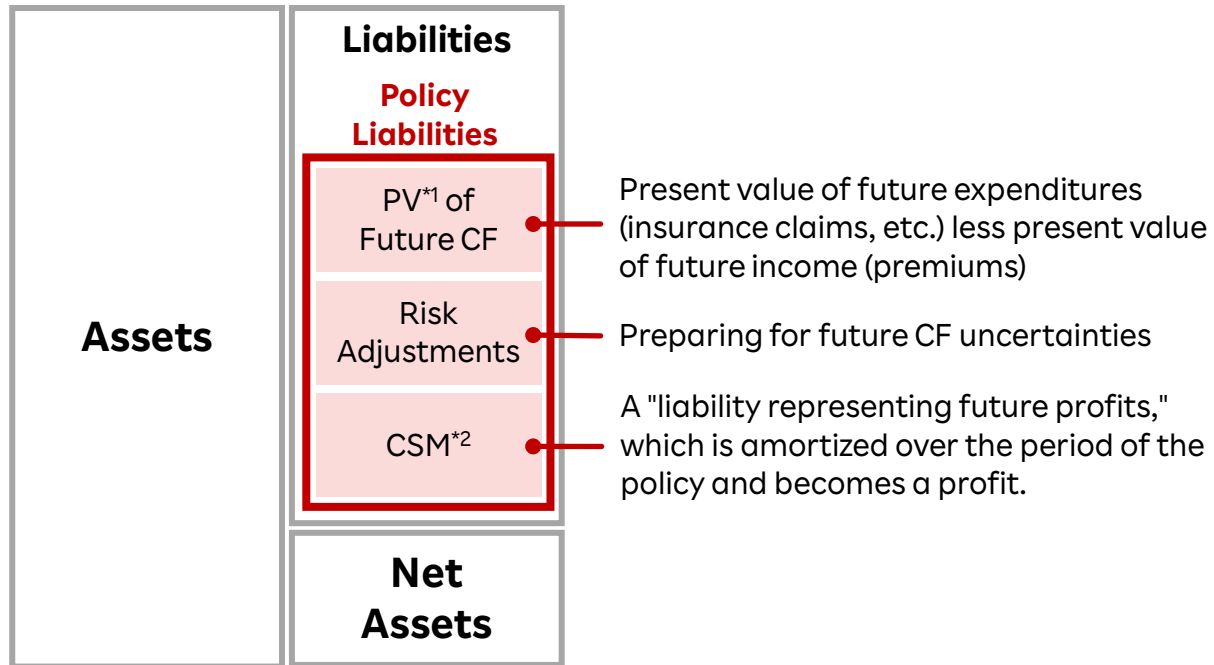 Assets
Liabilities
Policy
Liabilities
PV*1 of
Future CF
Present value of future expenditures
(insurance claims, etc.) less present value
of future income (premiums)
Risk
Adjustments
Preparing for future CF uncertainties
CSM*2
A "liability representing future profits,"
which is amortized over the period of the
policy and becomes a profit.
Net
Assets